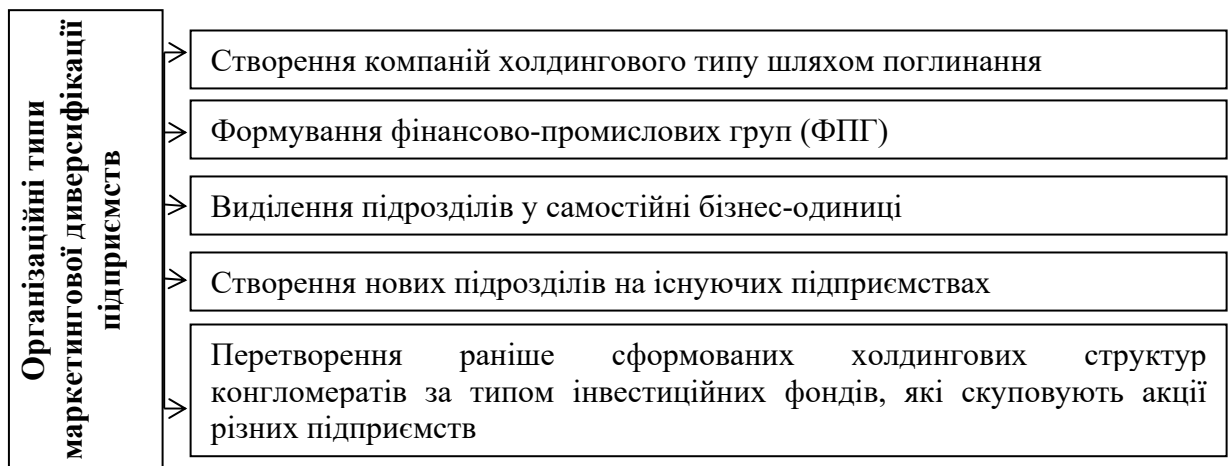 Організаційні типи
маркетингової диверсифікації
підприємств
Створення компаній холдингового типу шляхом поглинання
Формування фінансово-промислових груп (ФПГ)
Виділення підрозділів у самостійні бізнес-одиниці
Створення нових підрозділів на існуючих підприємствах
Перетворення раніше сформованих холдингових структур
конгломератів за типом інвестиційних фондів, які скуповують акції
різних підприємств